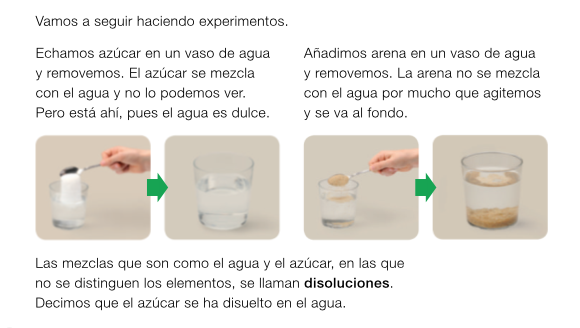 Vamos a seguir haciendo experimentos.
Echamos azúcar en un vaso de agua
y removemos. El azúcar se mezcla
con el agua y no lo podemos ver.
Pero está ahí, pues el agua es dulce.
Añadimos arena en un vaso de agua
y removemos. La arena no se mezcla
con el agua por mucho que agitemos
y se va al fondo.
Las mezclas que son como el agua y el azúcar, en las que
no se distinguen los elementos, se llaman disoluciones.
Decimos que el azúcar se ha disuelto en el agua.